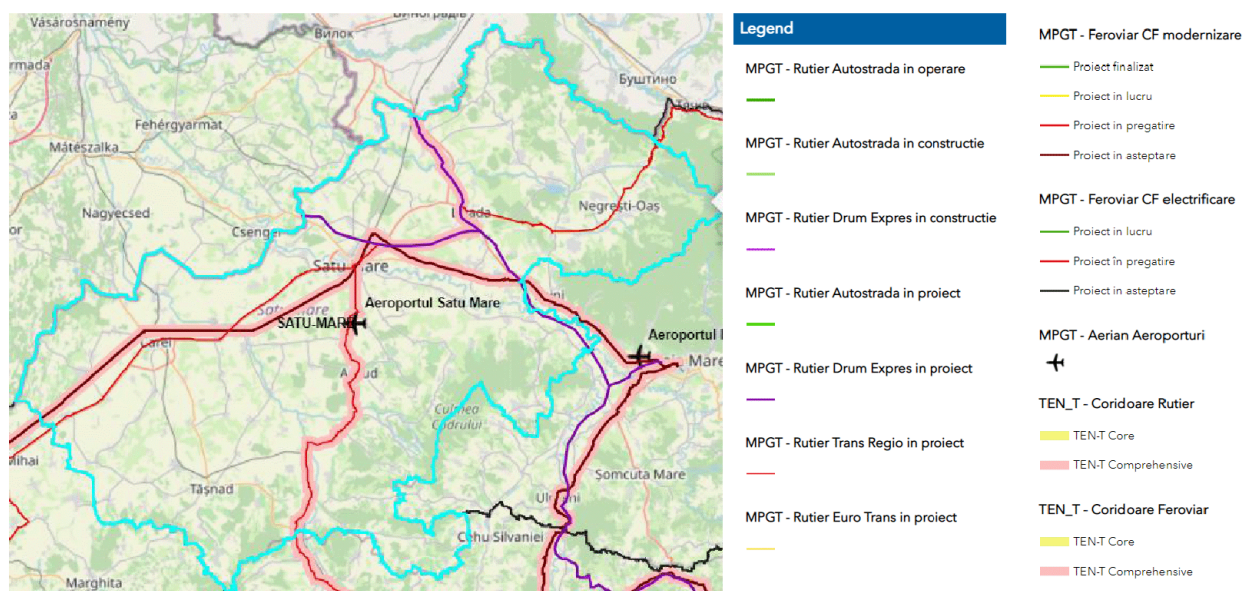 Vásárosnamény
Вилок
Буштино
Fehérgyarmat
Mátészalka
Nagyecsed
Negrești-Oaș
Csenger
Satu Mare
Aeroportul Satu Mare
SATU-MARE
Carei
Culmea
Codrului
Mihai
Tășnad
Șomcuta Mare
Cehu Silvaniei
Marghita
Legend
MPGT - Rutier Autostrada in operare
MPGT - Rutier Autostrada in constructie
MPGT - Rutier Drum Expres in constructie
MPGT - Rutier Autostrada in proiect
MPGT - Rutier Drum Expres in proiect
MPGT - Rutier Trans Regio in proiect
MPGT - Rutier Euro Trans in proiect
MPGT - Feroviar CF modernizare
Proiect finalizat
Proiect in lucru
Proiect in pregatire
Proiect in asteptare
MPGT - Feroviar CF electrificare
Proiect in lucru
Proiect în pregatire
Proiect in asteptare
MPGT - Aerian Aeroporturi
TEN_T - Coridoare Rutier
TEN-T Core
TEN-T Comprehensive
TEN_T - Coridoare Feroviar
TEN-T Core
TEN-T Comprehensive